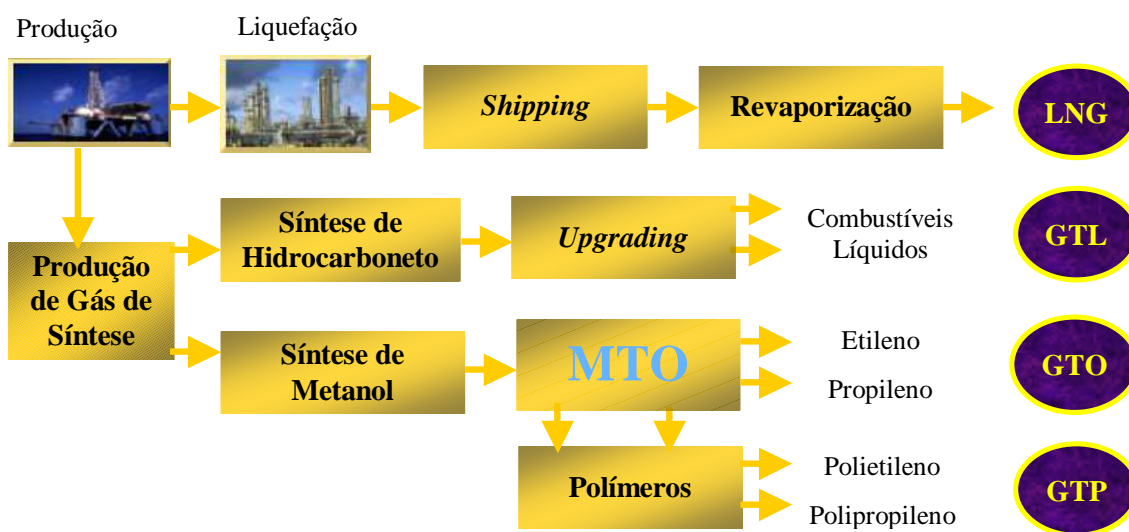 Produção
Liquefação
Shipping
Revaporização
LNG
Produção
de Gás de
Síntese
Síntese de
Hidrocarboneto
Upgrading
Combustíveis
Líquidos
GTL
Síntese de
Metanol
MTO
Etileno
Propileno
GTO
Polímeros
Polietileno
Polipropileno
GTP